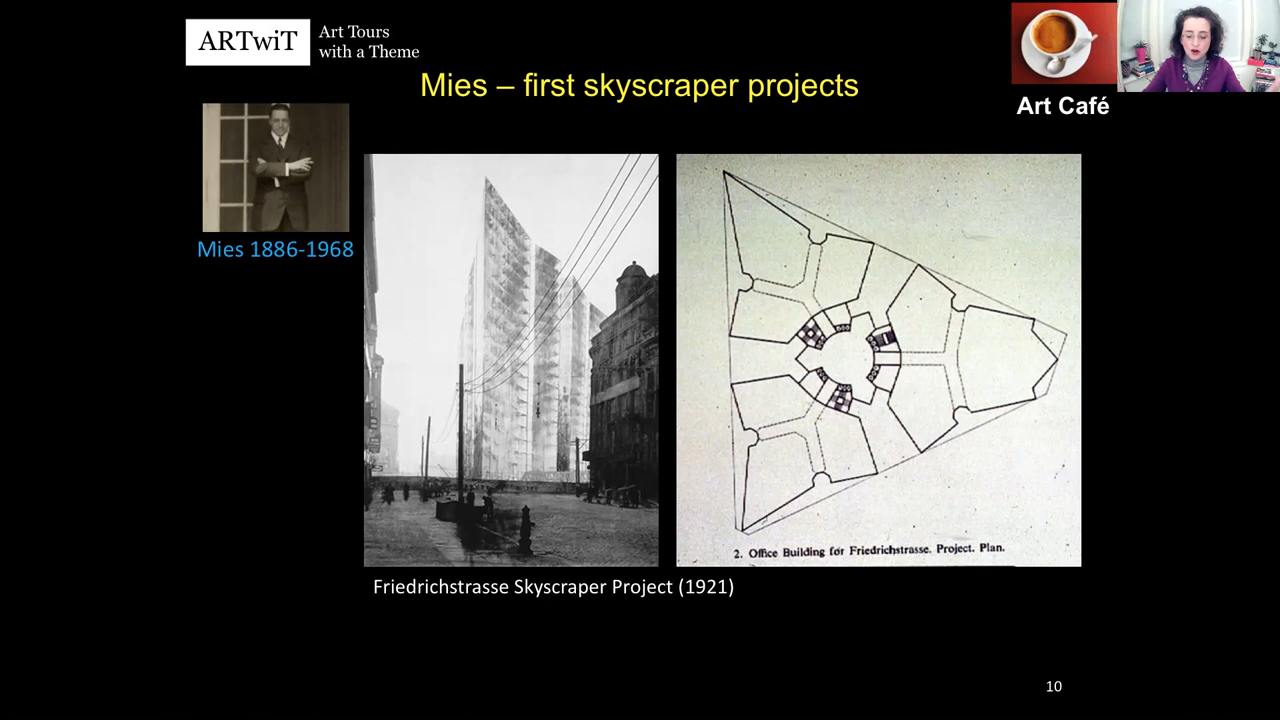 ARTwiT
Art Tours
with a Theme
Mies – first skyscraper projects
Art Café
Mies 1886-1968
2. Office Building for Friedrichstrasse. Project. Plan.
Friedrichstrasse Skyscraper Project (1921)
10